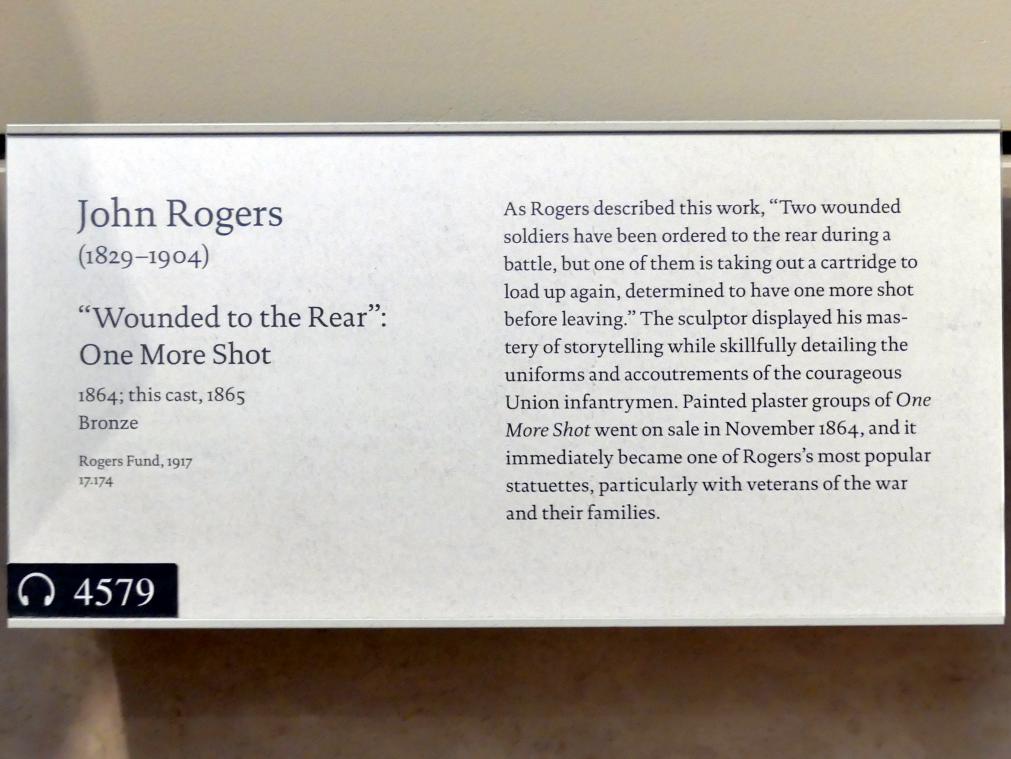 John Rogers
(1829–1904)
“Wounded to the Rear”:
One More Shot
1864; this cast, 1865
Bronze
Rogers Fund, 1917
17.174
As Rogers described this work, “Two wounded
soldiers have been ordered to the rear during a
battle, but one of them is taking out a cartridge to
load up again, determined to have one more shot
before leaving.” The sculptor displayed his mas-
tery of storytelling while skillfully detailing the
uniforms and accoutrements of the courageous
Union infantrymen. Painted plaster groups of One
More Shot went on sale in November 1864, and it
immediately became one of Rogers’s most popular
statuettes, particularly with veterans of the war
and their families.
4579